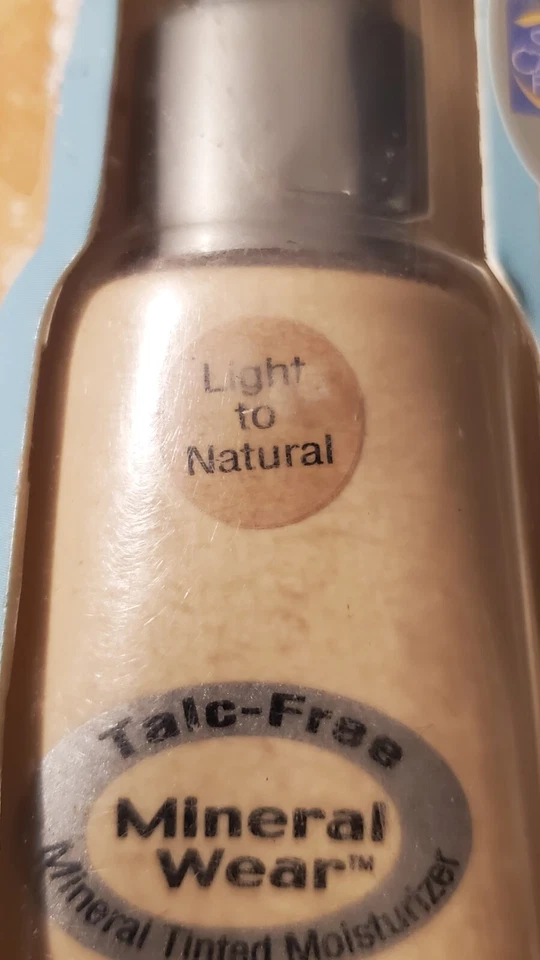 Light
to
Natural
Talc-Free
Mineral
Wear™
Mineral Tinted Moisturizer